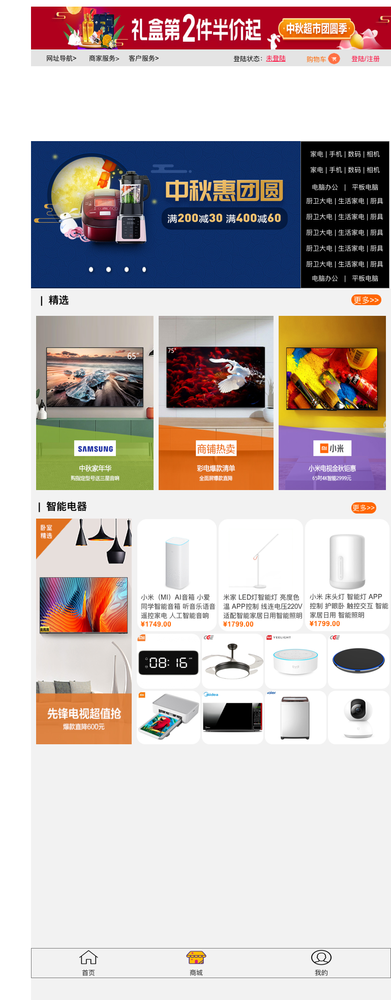 礼盒第2件半价起
中秋超市团圆季
网址导航> 商家服务> 客户服务> 登陆状态: 未登陆 购物车 登陆/注册
中秋惠团圆
满200减30 满400减60
家电 | 手机 | 数码 | 相机
家电 | 手机 | 数码 | 相机
电脑办公 | 平板电脑
厨卫大电 | 生活家电 | 厨具
厨卫大电 | 生活家电 | 厨具
厨卫大电 | 生活家电 | 厨具
厨卫大电 | 生活家电 | 厨具
厨卫大电 | 生活家电 | 厨具
电脑办公 | 平板电脑
| 精选 更多>>
65"
SAMSUNG
中秋家年华
购指定型号送三星音响
75"
商铺热卖
彩电爆款清单
全面屏爆款直降
小米
小米电视金秋钜惠
65吋4K智能2999元
| 智能电器 更多>>
卧室
精选
40"
全高清
先锋电视超值抢
爆款直降600元
小米（MI）AI音箱 小爱
同学智能音箱 听音乐语音
遥控家电 人工智能音响
¥1749.00
米家 LED灯智能灯 亮度色
温 APP控制 线连电压220V
适配智能家居日用智能照明
¥1799.00
小米 床头灯 智能灯 APP
控制 护眼卧 触控交互 智能
家居日用 智能照明
¥1799.00
08:16 AM
CGE
YEELIGHT
CGE
Midea
Haier
首页 商城 我的